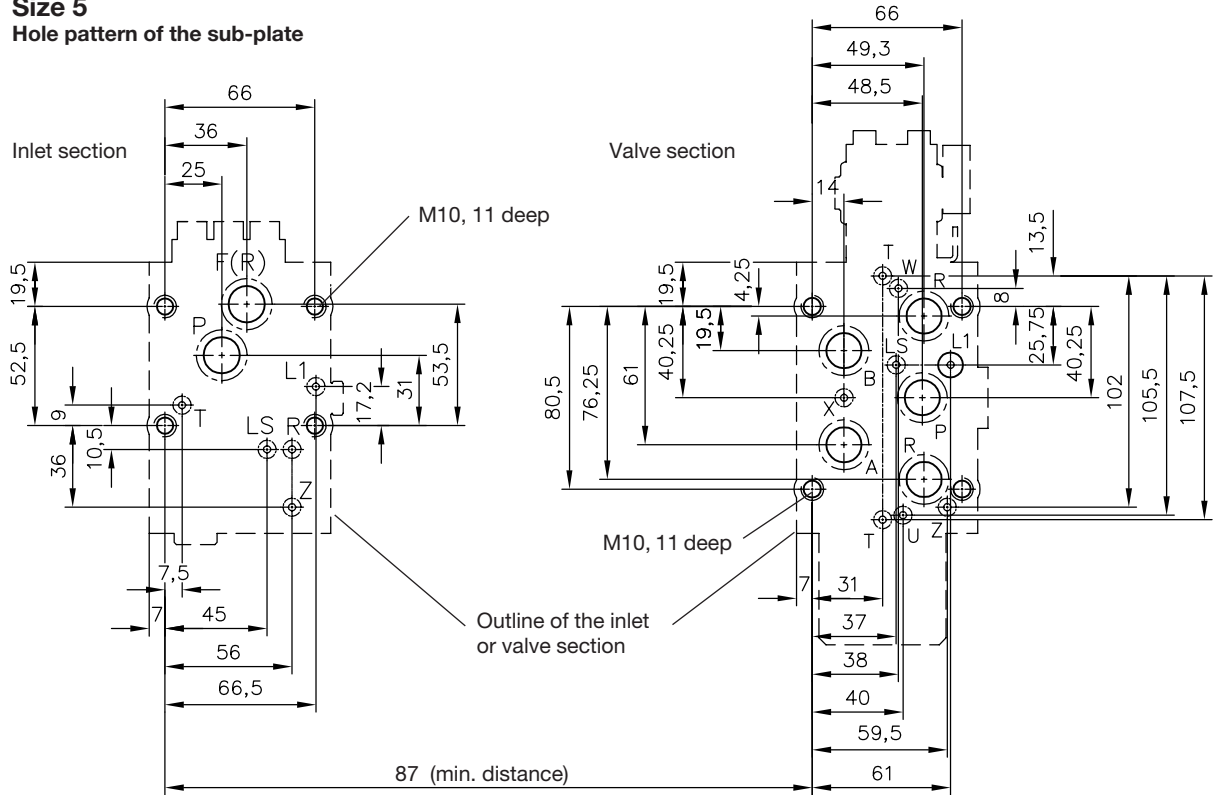 Size 5
Hole pattern of the sub-plate
Inlet section
66
36
25
M10, 11 deep
19,5
52,5
9
10,5
36
F (R)
P
L1
T
LS R
Z
53,5
31
17,2
7,5
7
45
56
66,5
87 (min. distance)
Outline of the inlet
or valve section
Valve section
66
49,3
48,5
14
13,5
19,5
4,25
8
T
W
R
LS
L1
B
X
P
A
R
T
U
Z
80,5
76,25
61
40,25
19,5
25,75
40,25
102
105,5
107,5
M10, 11 deep
7
31
37
38
40
59,5
61